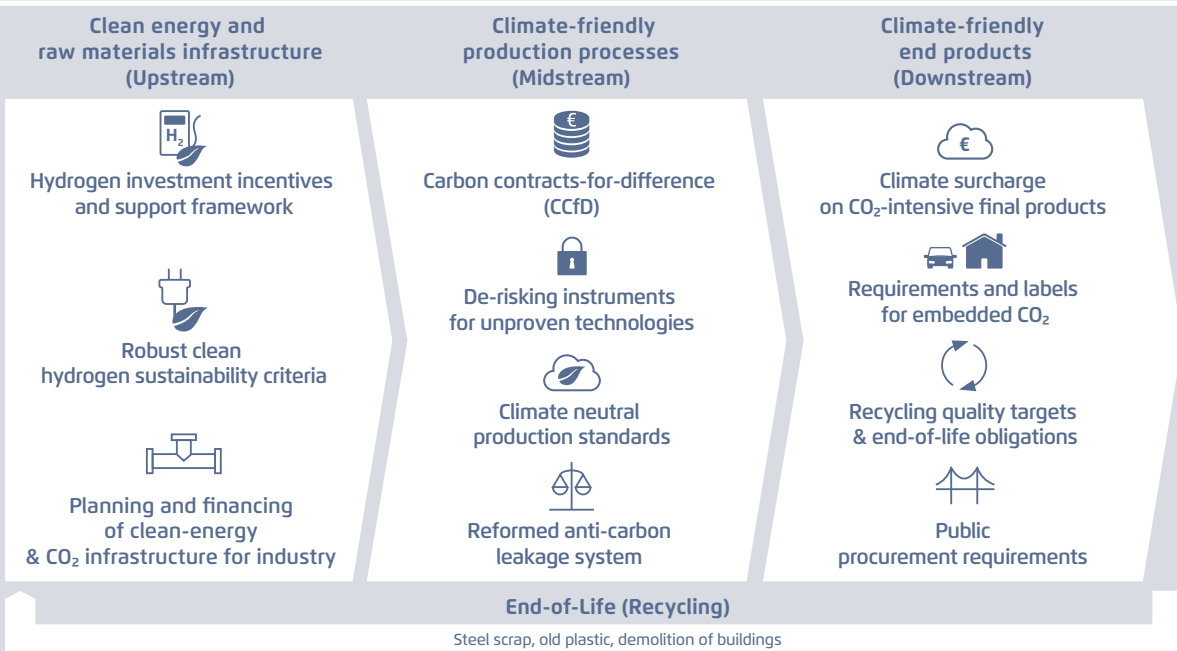 Clean energy and
raw materials infrastructure
(Upstream)
H₂
Hydrogen investment incentives
and support framework
Robust clean
hydrogen sustainability criteria
Planning and financing
of clean-energy
& CO₂ infrastructure for industry
Climate-friendly
production processes
(Midstream)
€
Carbon contracts-for-difference
(CCfD)
De-risking instruments
for unproven technologies
Climate neutral
production standards
Reformed anti-carbon
leakage system
Climate-friendly
end products
(Downstream)
€
Climate surcharge
on CO₂-intensive final products
Requirements and labels
for embedded CO₂
Recycling quality targets
& end-of-life obligations
Public
procurement requirements
End-of-Life (Recycling)
Steel scrap, old plastic, demolition of buildings